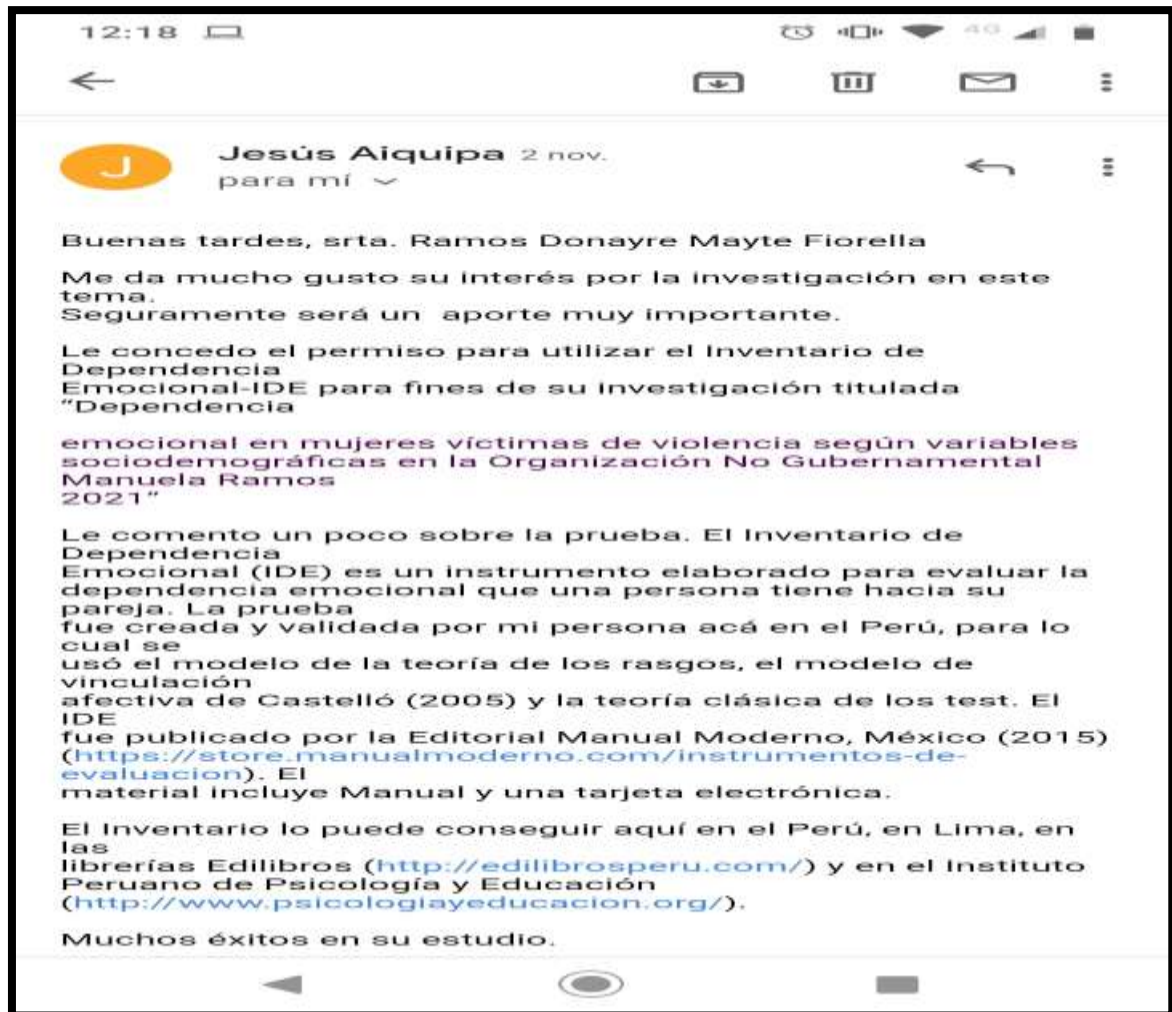 12:18
4G
J
Jesús Aiquipa 2 nov.
para mí
Buenas tardes, srta. Ramos Donayre Mayte Fiorella
Me da mucho gusto su interés por la investigación en este
tema.
Seguramente será un aporte muy importante.
Le concedo el permiso para utilizar el Inventario de
Dependencia
Emocional-IDE para fines de su investigación titulada
"Dependencia
emocional en mujeres víctimas de violencia según variables
sociodemográficas en la Organización No Gubernamental
Manuela Ramos
2021"
Le comento un poco sobre la prueba. El Inventario de
Dependencia
Emocional (IDE) es un instrumento elaborado para evaluar la
dependencia emocional que una persona tiene hacia su
pareja. La prueba
fue creada y validada por mi persona acá en el Perú, para lo
cual se
usó el modelo de la teoría de los rasgos, el modelo de
vinculación
afectiva de Castelló (2005) y la teoría clásica de los test. El
IDE
fue publicado por la Editorial Manual Moderno, México (2015)
(https://store.manualmoderno.com/instrumentos-de-
evaluacion). El
material incluye Manual y una tarjeta electrónica.
El Inventario lo puede conseguir aquí en el Perú, en Lima, en
las
librerías Edilibros (http://edilibrosperu.com/) y en el Instituto
Peruano de Psicología y Educación
(http://www.psicologiayeducacion.org/).
Muchos éxitos en su estudio.